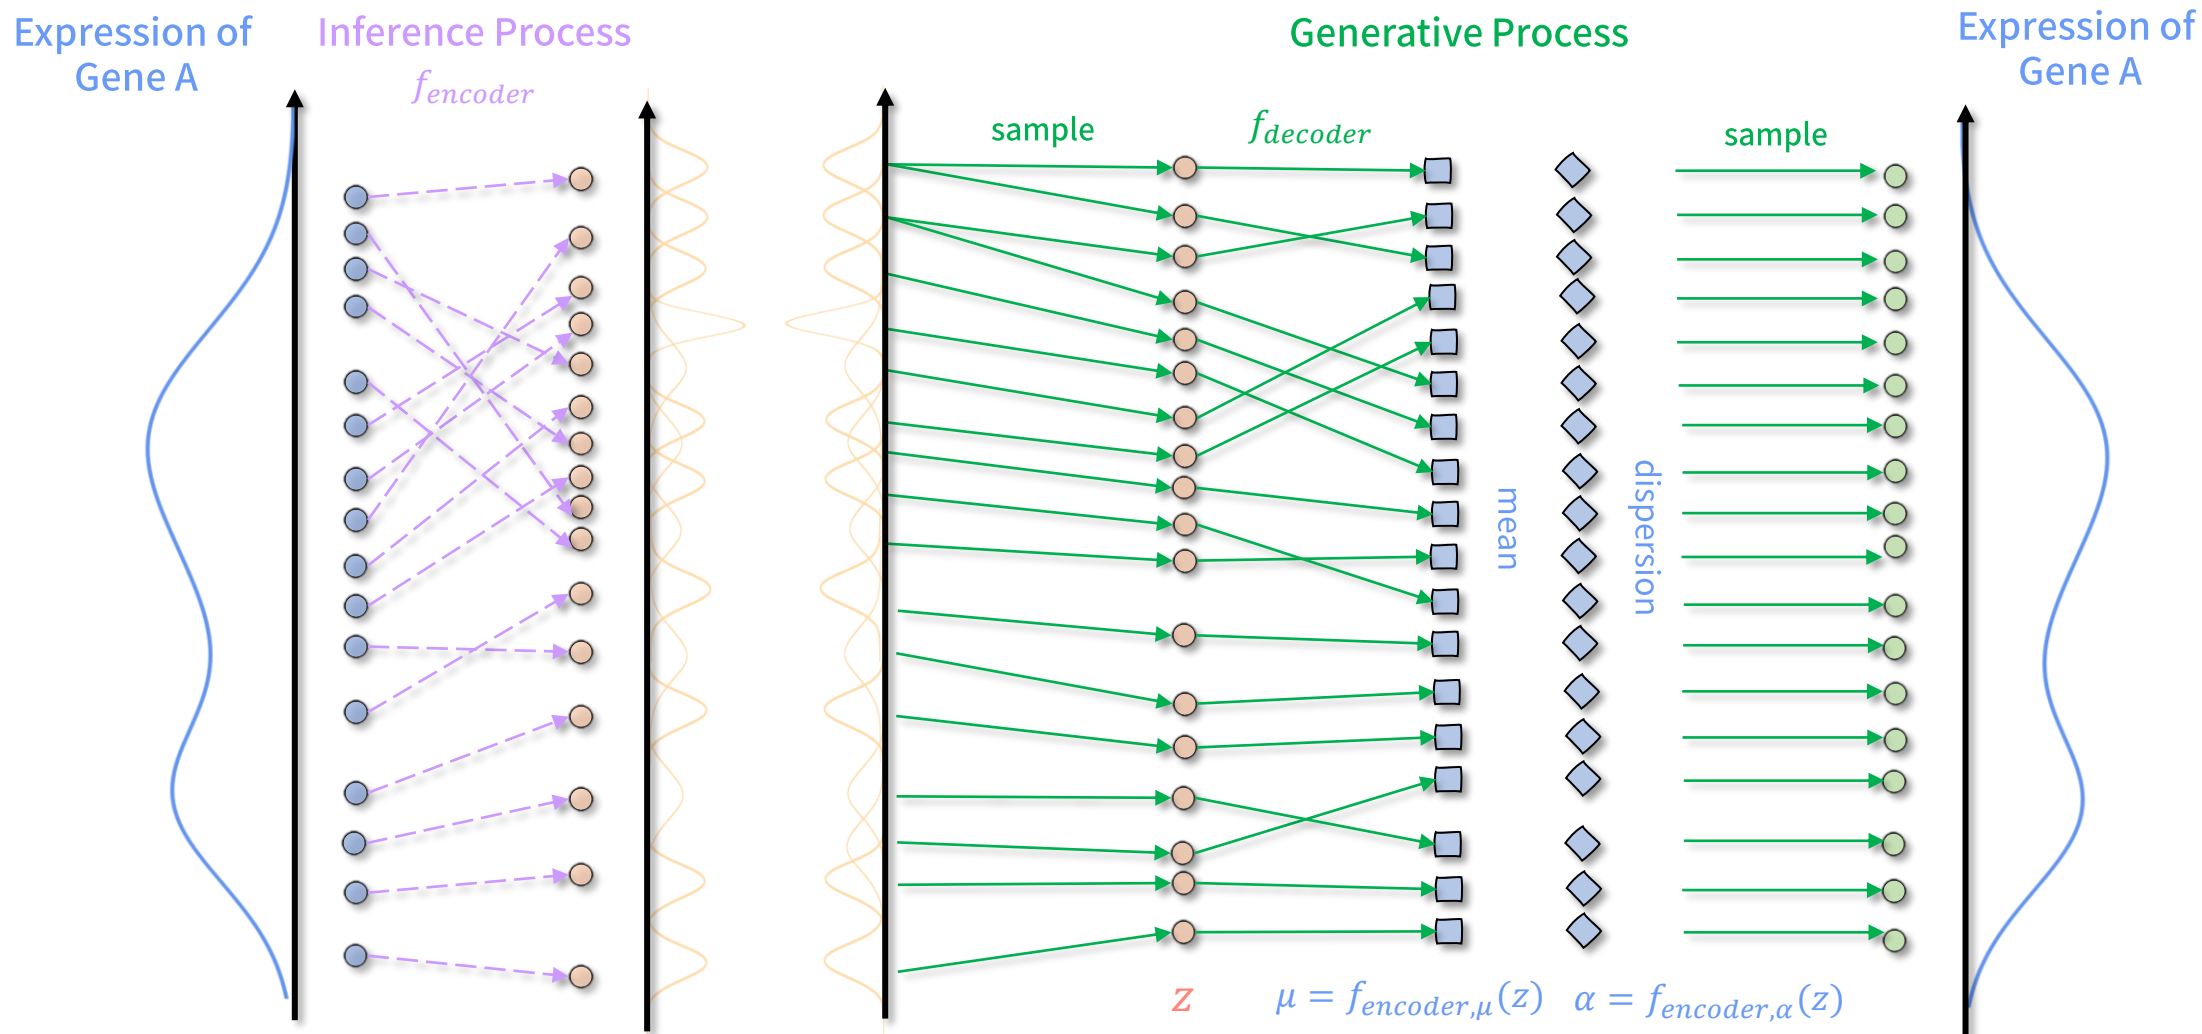 Expression of
Gene A
Inference Process
f_encoder
Generative Process
sample
f_decoder
sample
Expression of
Gene A
mean
dispersion
z
μ = f_encoder,μ(z)
α = f_encoder,α(z)